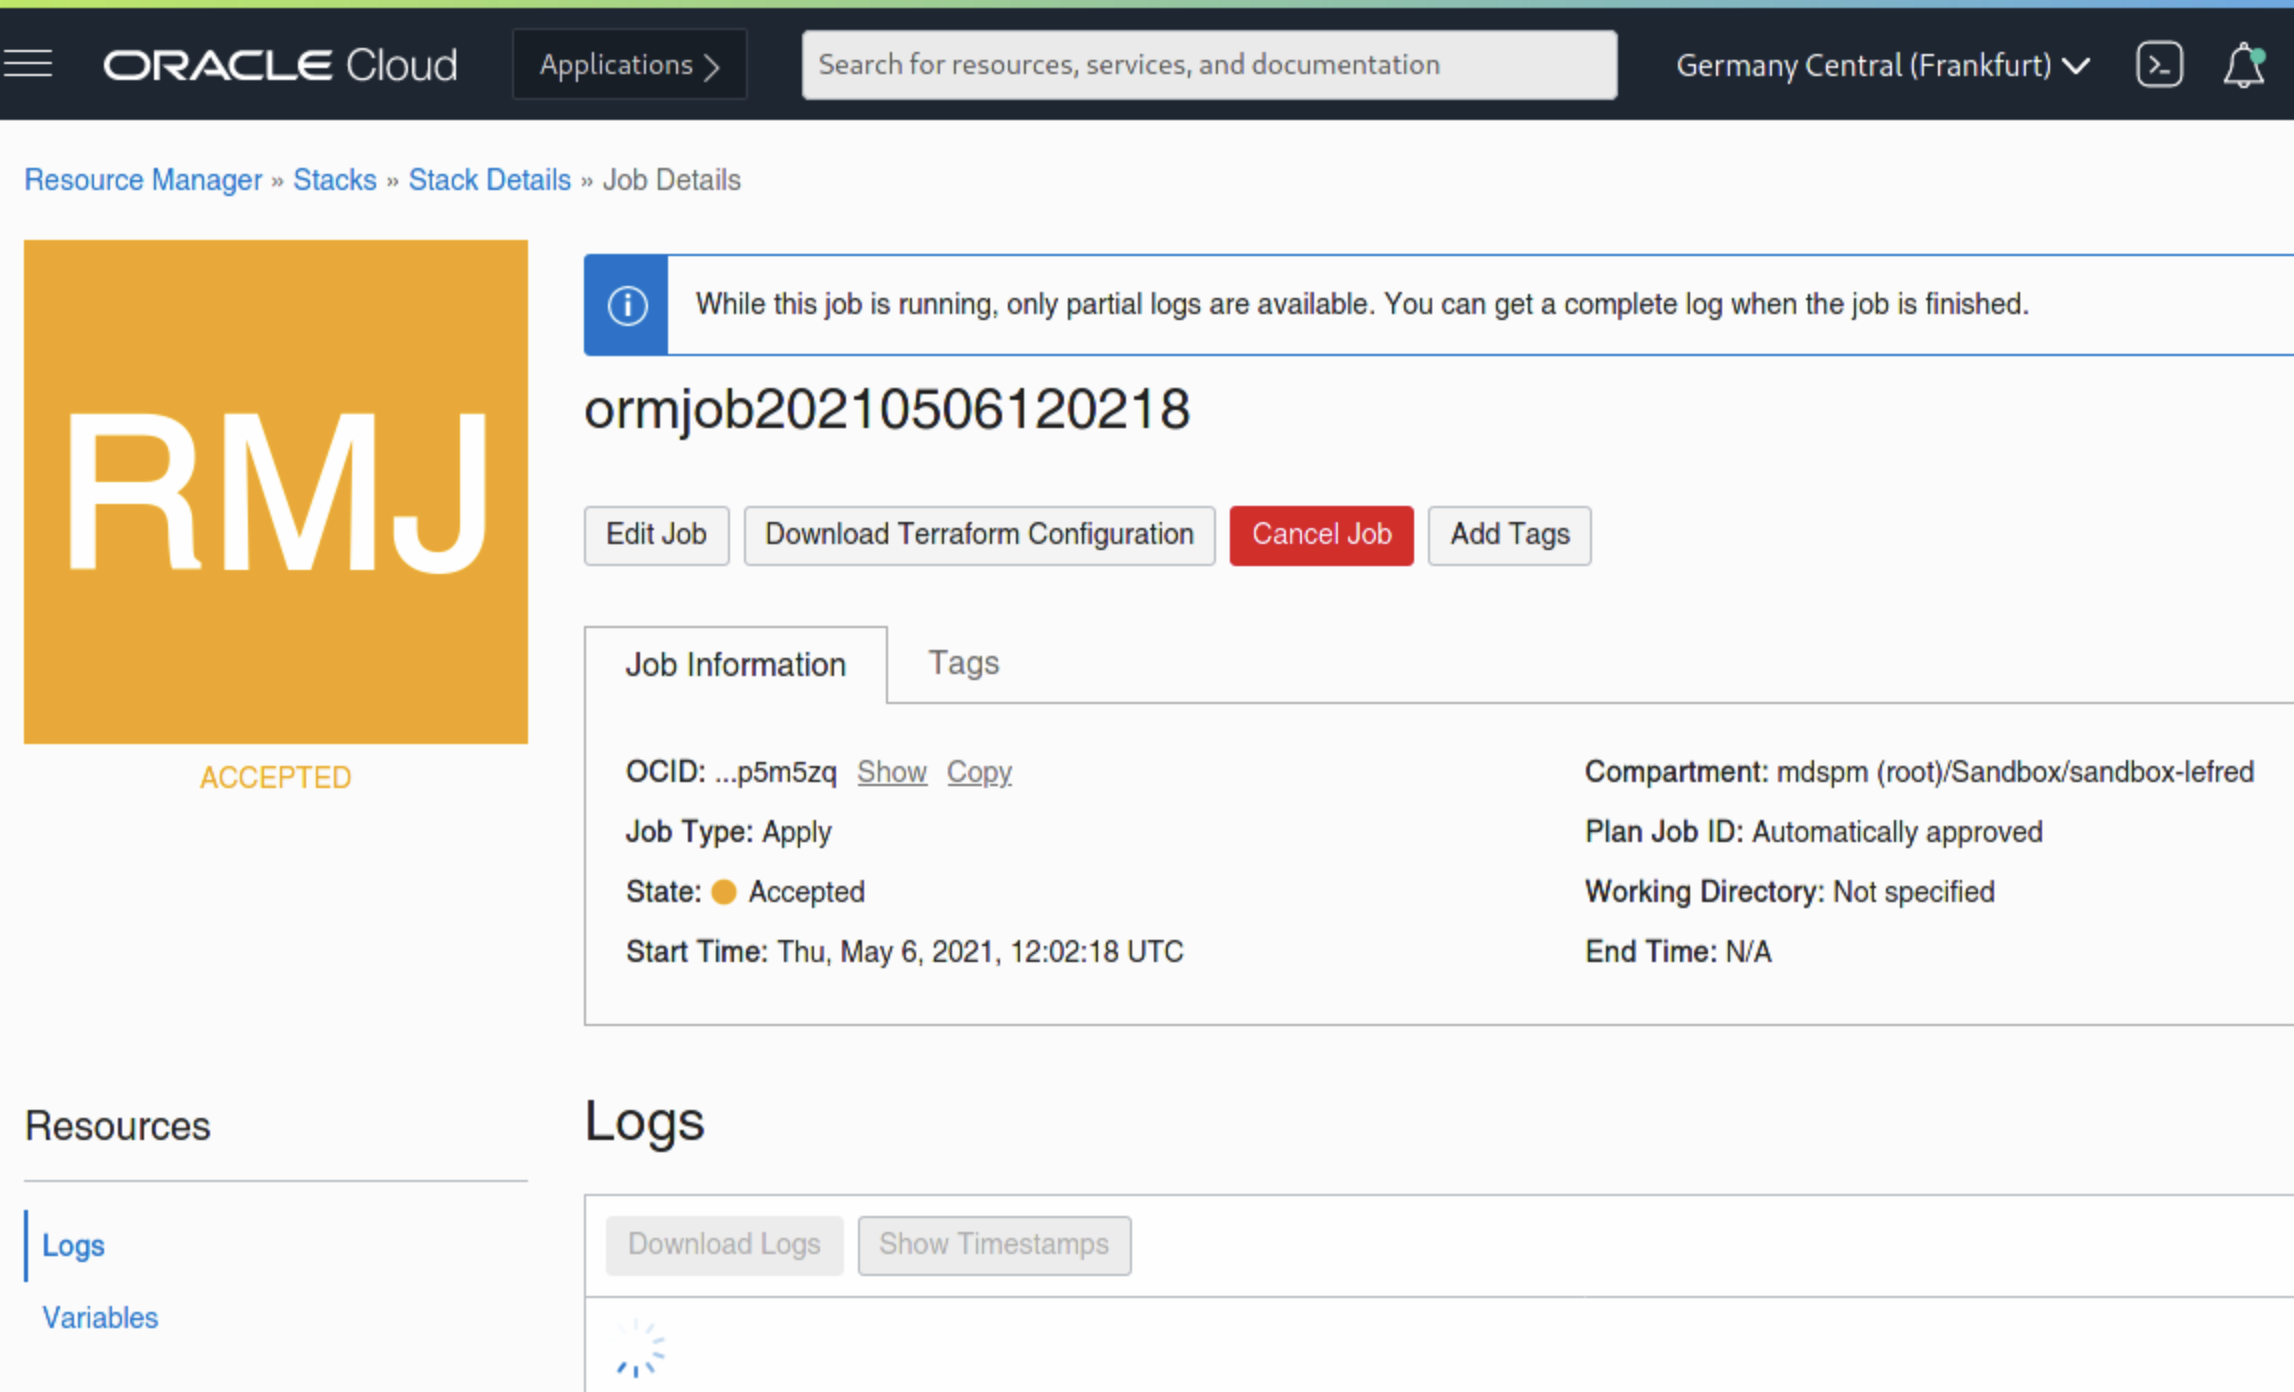 ORACLE Cloud
Applications
Search for resources, services, and documentation
Germany Central (Frankfurt)
Resource Manager » Stacks » Stack Details » Job Details
RMJ
ACCEPTED
While this job is running, only partial logs are available. You can get a complete log when the job is finished.
ormjob20210506120218
Edit Job
Download Terraform Configuration
Cancel Job
Add Tags
Job Information
Tags
OCID: ...p5m5zq Show Copy
Job Type: Apply
State: Accepted
Start Time: Thu, May 6, 2021, 12:02:18 UTC
Compartment: mdspm (root)/Sandbox/sandbox-lefred
Plan Job ID: Automatically approved
Working Directory: Not specified
End Time: N/A
Resources
Logs
Variables
Logs
Download Logs
Show Timestamps